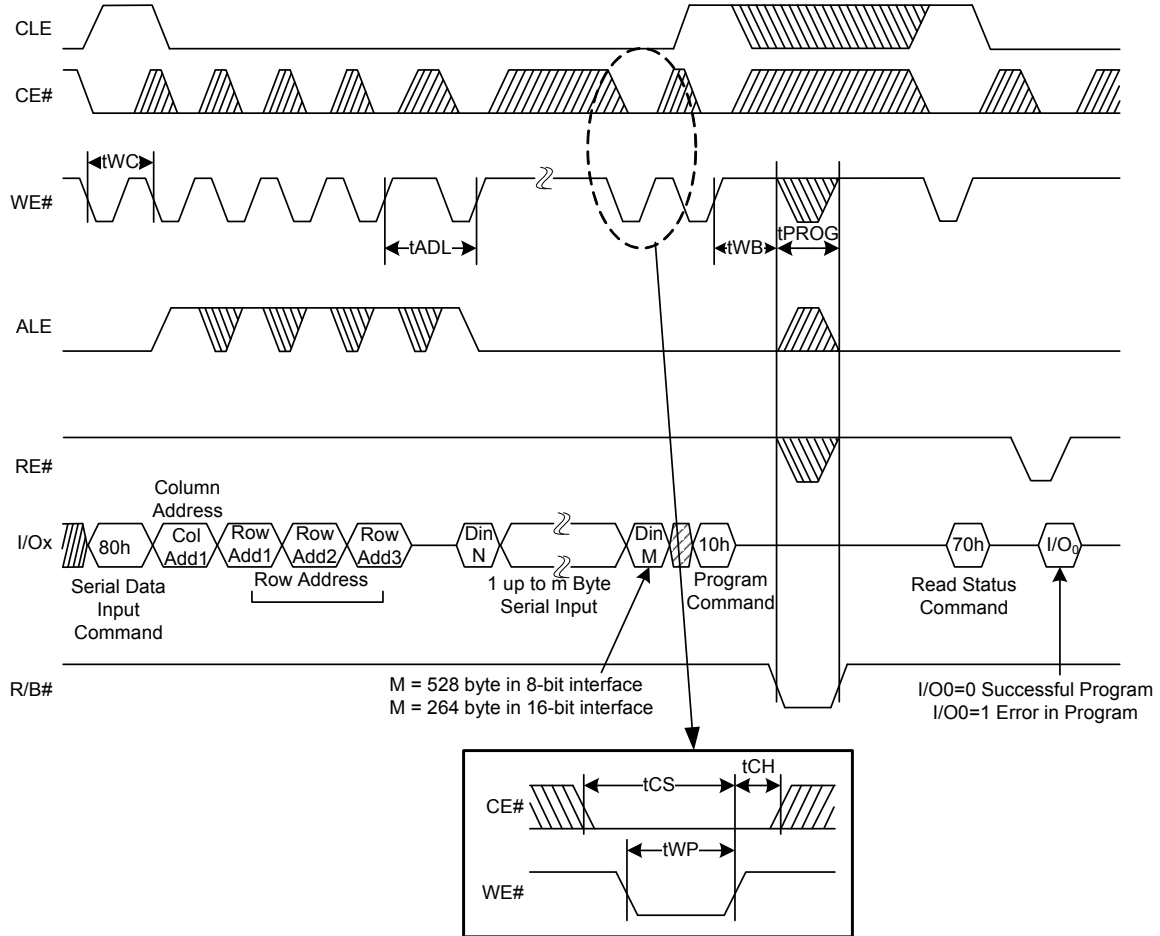 CLE
CE#
tWC
WE#
tADL
tWB
tPROG
ALE
RE#
Column
Address
I/Ox
80h
Col
Add1
Row
Add1
Row
Add2
Row
Add3
Din
N
Din
M
10h
70h
I/O0
Serial Data
Input
Command
Row Address
1 up to m Byte
Serial Input
Program
Command
Read Status
Command
R/B#
M = 528 byte in 8-bit interface
M = 264 byte in 16-bit interface
I/O0=0 Successful Program
I/O0=1 Error in Program
tCS
tCH
CE#
tWP
WE#